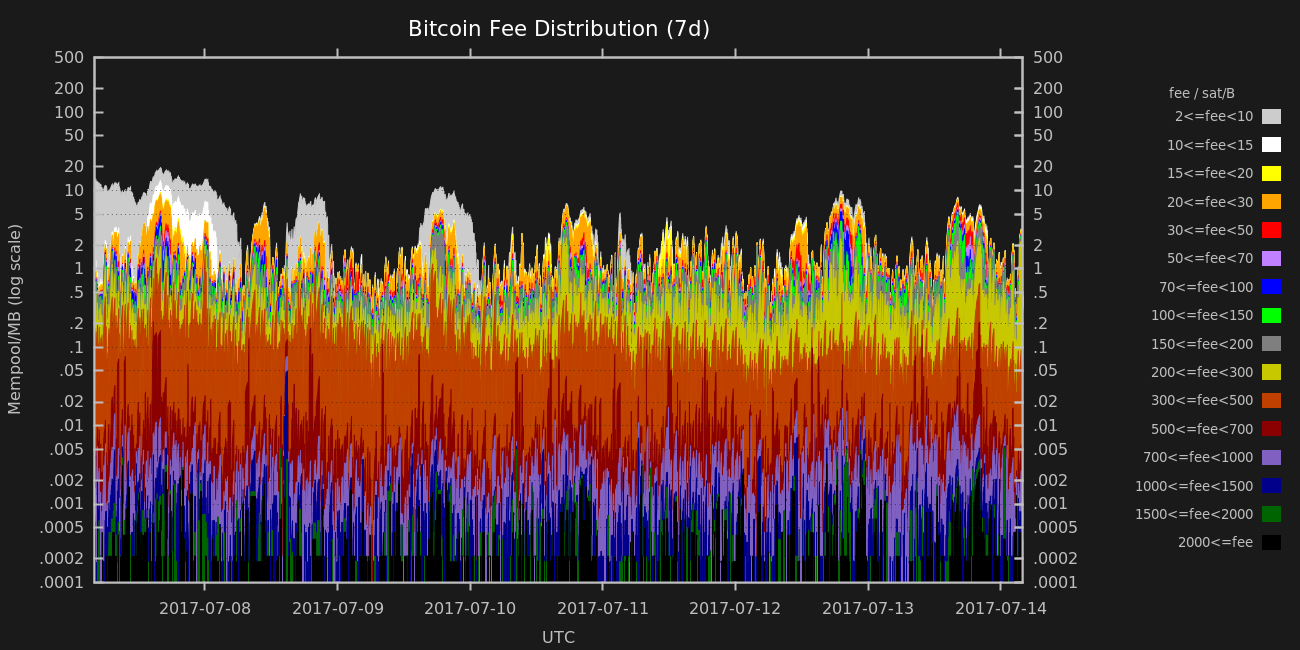 Bitcoin Fee Distribution (7d)
Mempool/MB (log scale)
500
200
100
50
20
10
5
2
1
.5
.2
.1
.05
.02
.01
.005
.002
.001
.0005
.0002
.0001
500
200
100
50
20
10
5
2
1
.5
.2
.1
.05
.02
.01
.005
.002
.001
.0005
.0002
.0001
2017-07-08 2017-07-09 2017-07-10 2017-07-11 2017-07-12 2017-07-13 2017-07-14
UTC
fee / sat/B
2<=fee<10
10<=fee<15
15<=fee<20
20<=fee<30
30<=fee<50
50<=fee<70
70<=fee<100
100<=fee<150
150<=fee<200
200<=fee<300
300<=fee<500
500<=fee<700
700<=fee<1000
1000<=fee<1500
1500<=fee<2000
2000<=fee